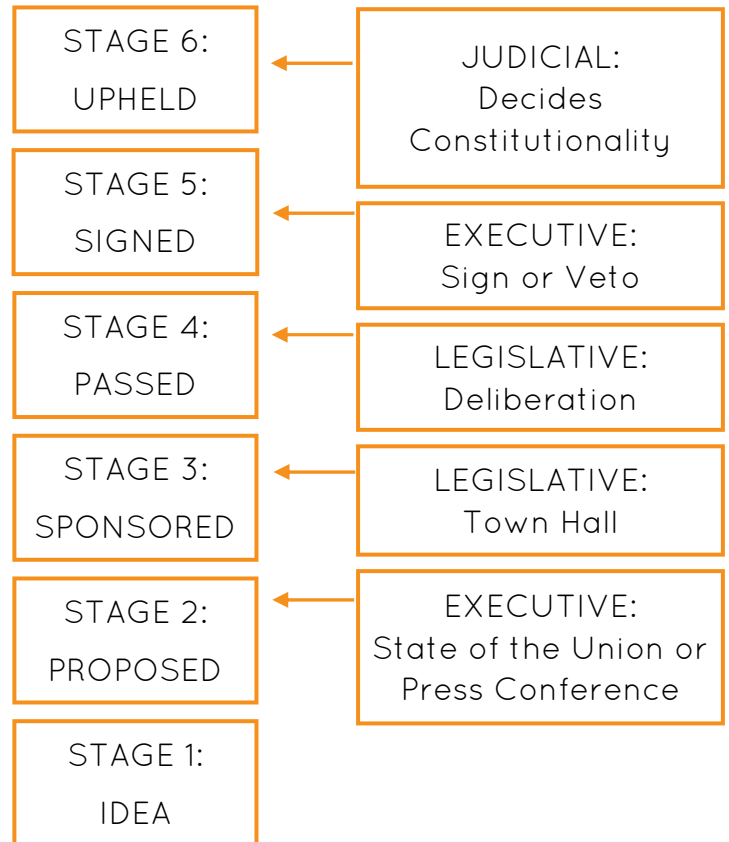 STAGE 6:
UPHELD
JUDICIAL:
Decides
Constitutionality
STAGE 5:
SIGNED
EXECUTIVE:
Sign or Veto
STAGE 4:
PASSED
LEGISLATIVE:
Deliberation
STAGE 3:
SPONSORED
LEGISLATIVE:
Town Hall
STAGE 2:
PROPOSED
EXECUTIVE:
State of the Union or
Press Conference
STAGE 1:
IDEA